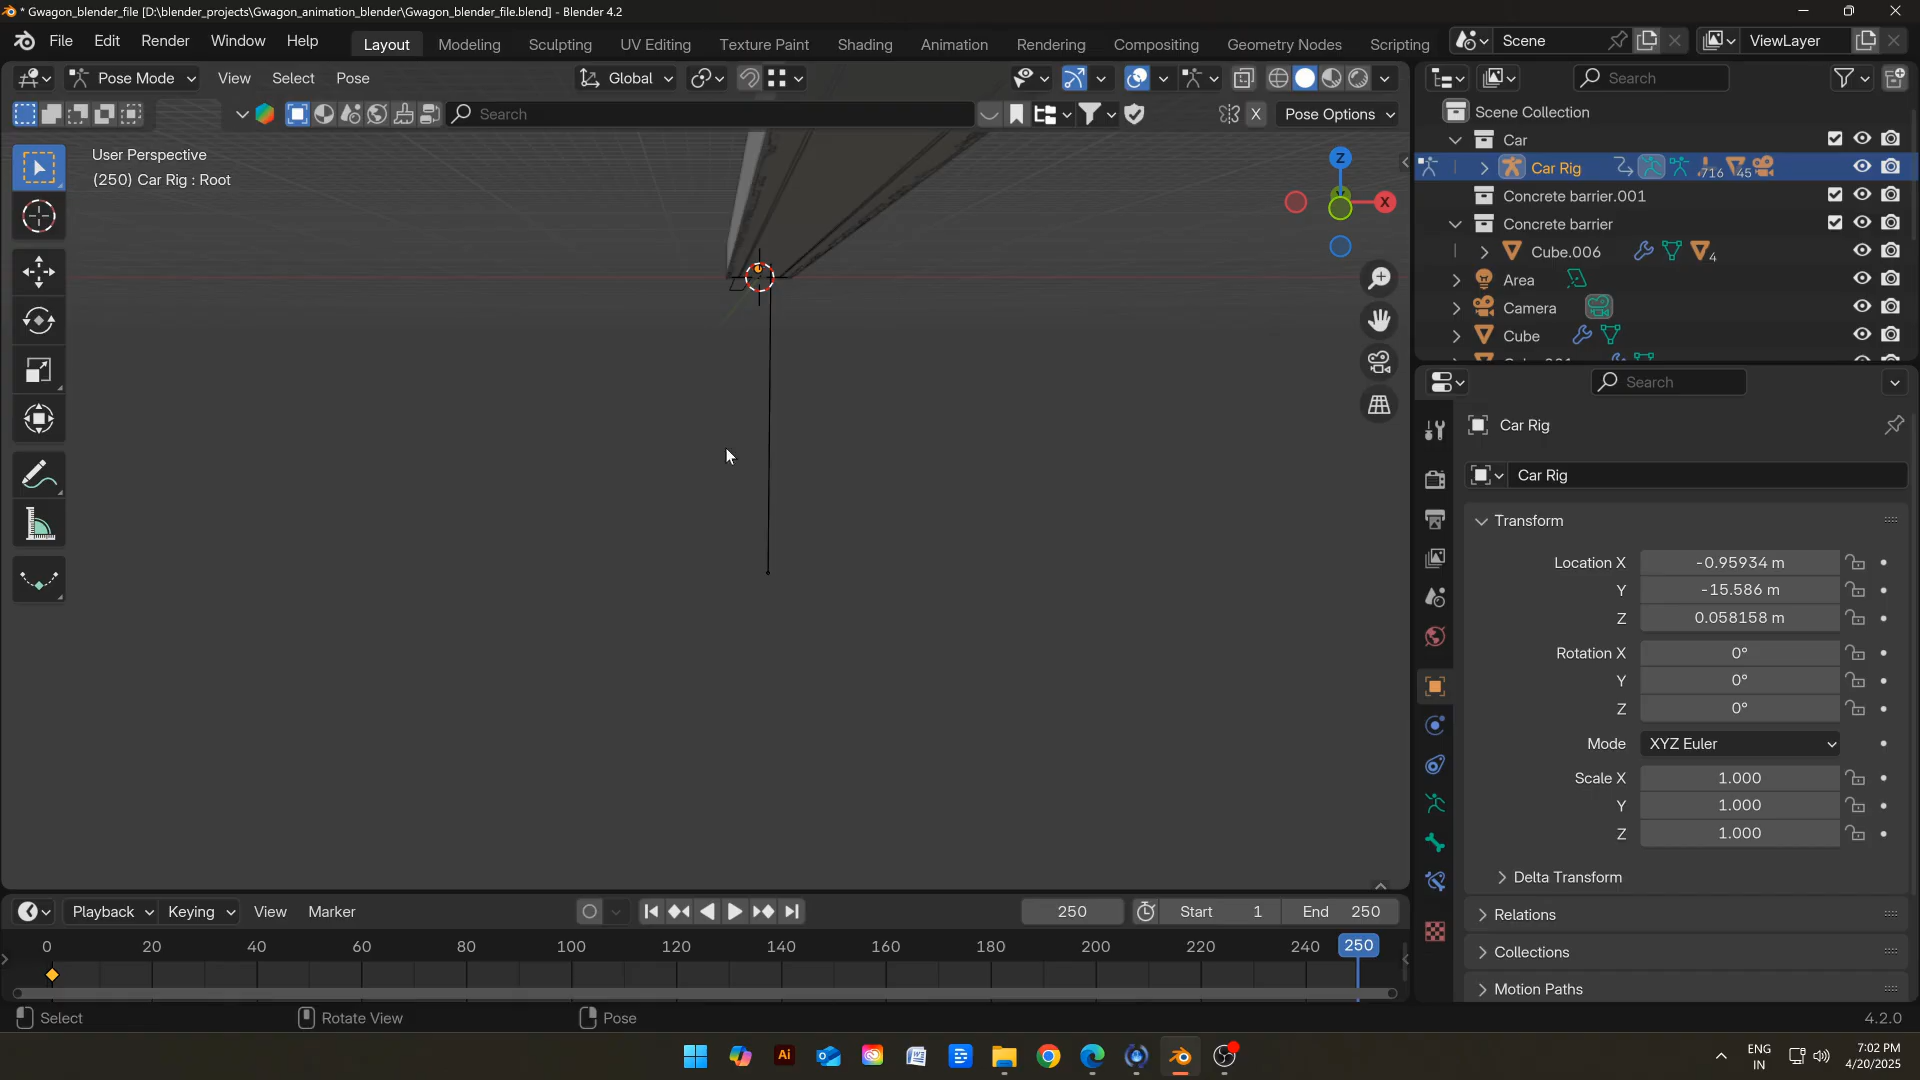 * Gwagon_blender_file [D:\blender_projects\Gwagon_animation_blender\Gwagon_blender_file.blend] - Blender 4.2
File Edit Render Window Help Layout Modeling Sculpting UV Editing Texture Paint Shading Animation Rendering Compositing Geometry Nodes Scripting Scene ViewLayer
Pose Mode View Select Pose Global Search
Search X Pose Options
Scene Collection
Car
Car Rig 716 45
Concrete barrier.001
Concrete barrier
Cube.006 4
Area
Camera
Cube
User Perspective
(250) Car Rig : Root
Z
X
Search
Car Rig
Car Rig
Transform
Location X -0.95934 m
Y -15.586 m
Z 0.058158 m
Rotation X 0°
Y 0°
Z 0°
Mode XYZ Euler
Scale X 1.000
Y 1.000
Z 1.000
Delta Transform
Relations
Collections
Motion Paths
Playback Keying View Marker 250 Start 1 End 250
0 20 40 60 80 100 120 140 160 180 200 220 240 250
Select Rotate View Pose 4.2.0
Ai
ENG
IN
7:02 PM
4/20/2025